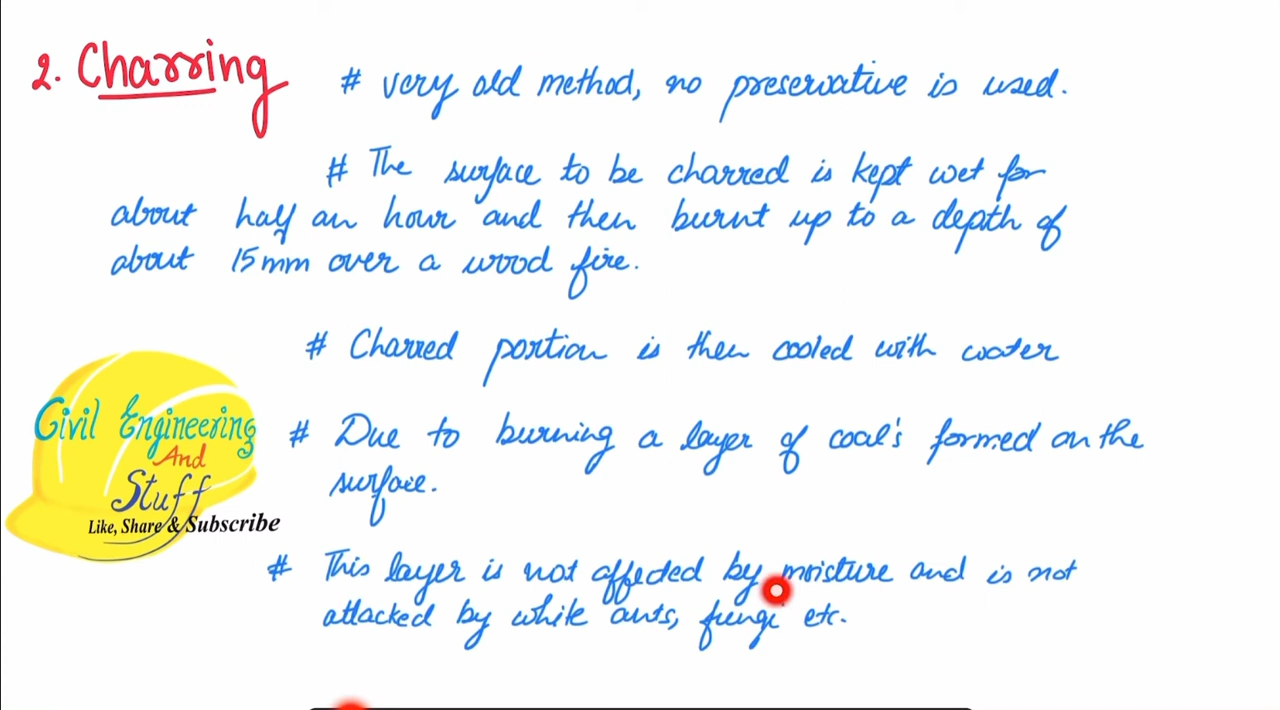 2. Charring
# very old method, no preservative is used.
# The surface to be charred is kept wet for
about half an hour and then burnt up to a depth of
about 15mm over a wood fire.
# Charred portion is then cooled with water
# Due to burning a layer of coal's formed on the
surface.
# This layer is not affected by moisture and is not
attacked by white ants, fungi etc.
Civil Engineering
And
Stuff
Like, Share & Subscribe